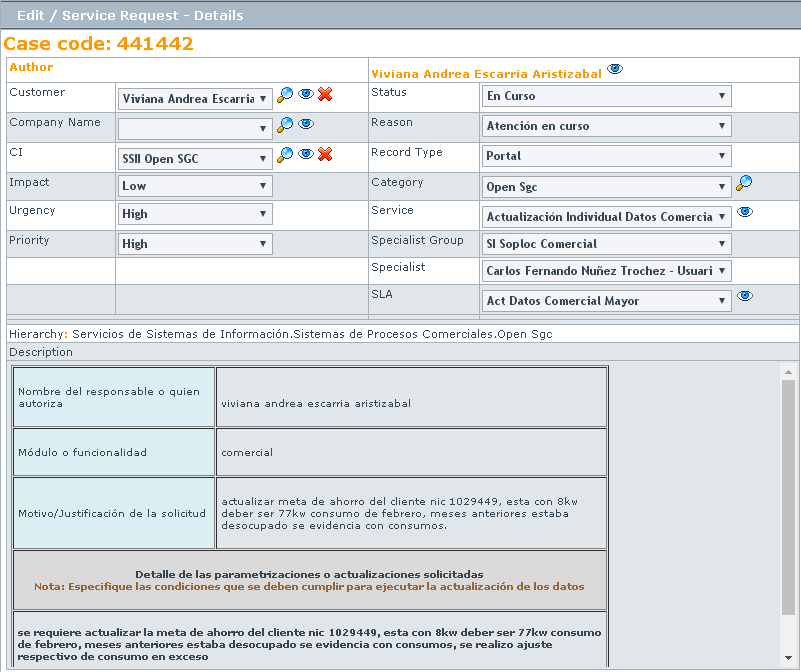 Edit / Service Request - Details
Case code: 441442
Author
Viviana Andrea Escarria Aristizabal
Customer
Viviana Andrea Escarria
Status
En Curso
Company Name
Reason
Atención en curso
CI
SSII Open SGC
Record Type
Portal
Impact
Low
Category
Open Sgc
Urgency
High
Service
Actualización Individual Datos Comercia
Priority
High
Specialist Group
SI Soploc Comercial
Specialist
Carlos Fernando Nuñez Trochez - Usuari
SLA
Act Datos Comercial Mayor
Hierarchy: Servicios de Sistemas de Información.Sistemas de Procesos Comerciales.Open Sgc
Description
Nombre del responsable o quien
autoriza
viviana andrea escarria aristizabal
Módulo o funcionalidad
comercial
Motivo/Justificación de la solicitud
actualizar meta de ahorro del cliente nic 1029449, esta con 8kw
deber ser 77kw consumo de febrero, meses anteriores estaba
desocupado se evidencia con consumos.
Detalle de las parametrizaciones o actualizaciones solicitadas
Nota: Especifique las condiciones que se deben cumplir para ejecutar la actualización de los datos
se requiere actualizar la meta de ahorro del cliente nic 1029449, esta con 8kw deber ser 77kw consumo
de febrero, meses anteriores estaba desocupado se evidencia con consumos, se realizo ajuste
respectivo de consumo en exceso